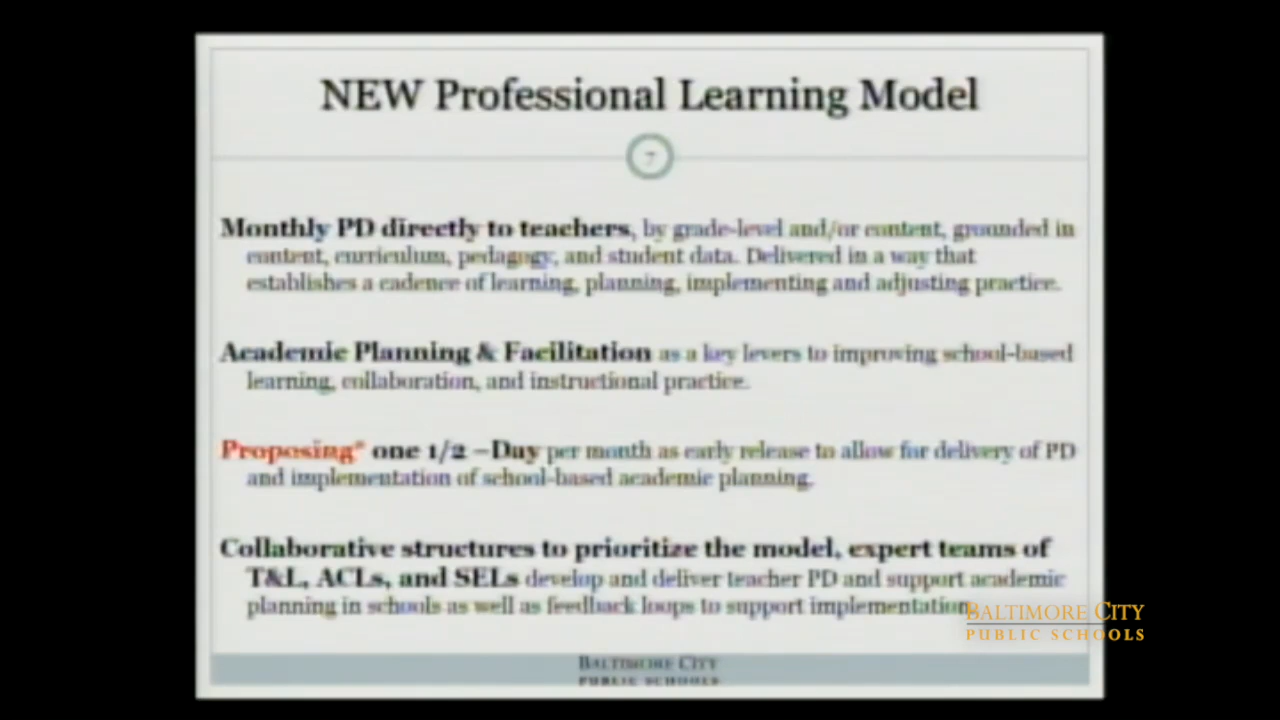 NEW Professional Learning Model
7
Monthly PD directly to teachers, by grade-level and/or content, grounded in
content, curriculum, pedagogy, and student data. Delivered in a way that
establishes a cadence of learning, planning, implementing and adjusting practice.
Academic Planning & Facilitation as a key levers to improving school-based
learning, collaboration, and instructional practice.
Proposing* one 1/2 –Day per month as early release to allow for delivery of PD
and implementation of school-based academic planning.
Collaborative structures to prioritize the model, expert teams of
T&L, ACLs, and SELs develop and deliver teacher PD and support academic
planning in schools as well as feedback loops to support implementation
BALTIMORE CITY
PUBLIC SCHOOLS
BALTIMORE CITY
PUBLIC SCHOOLS